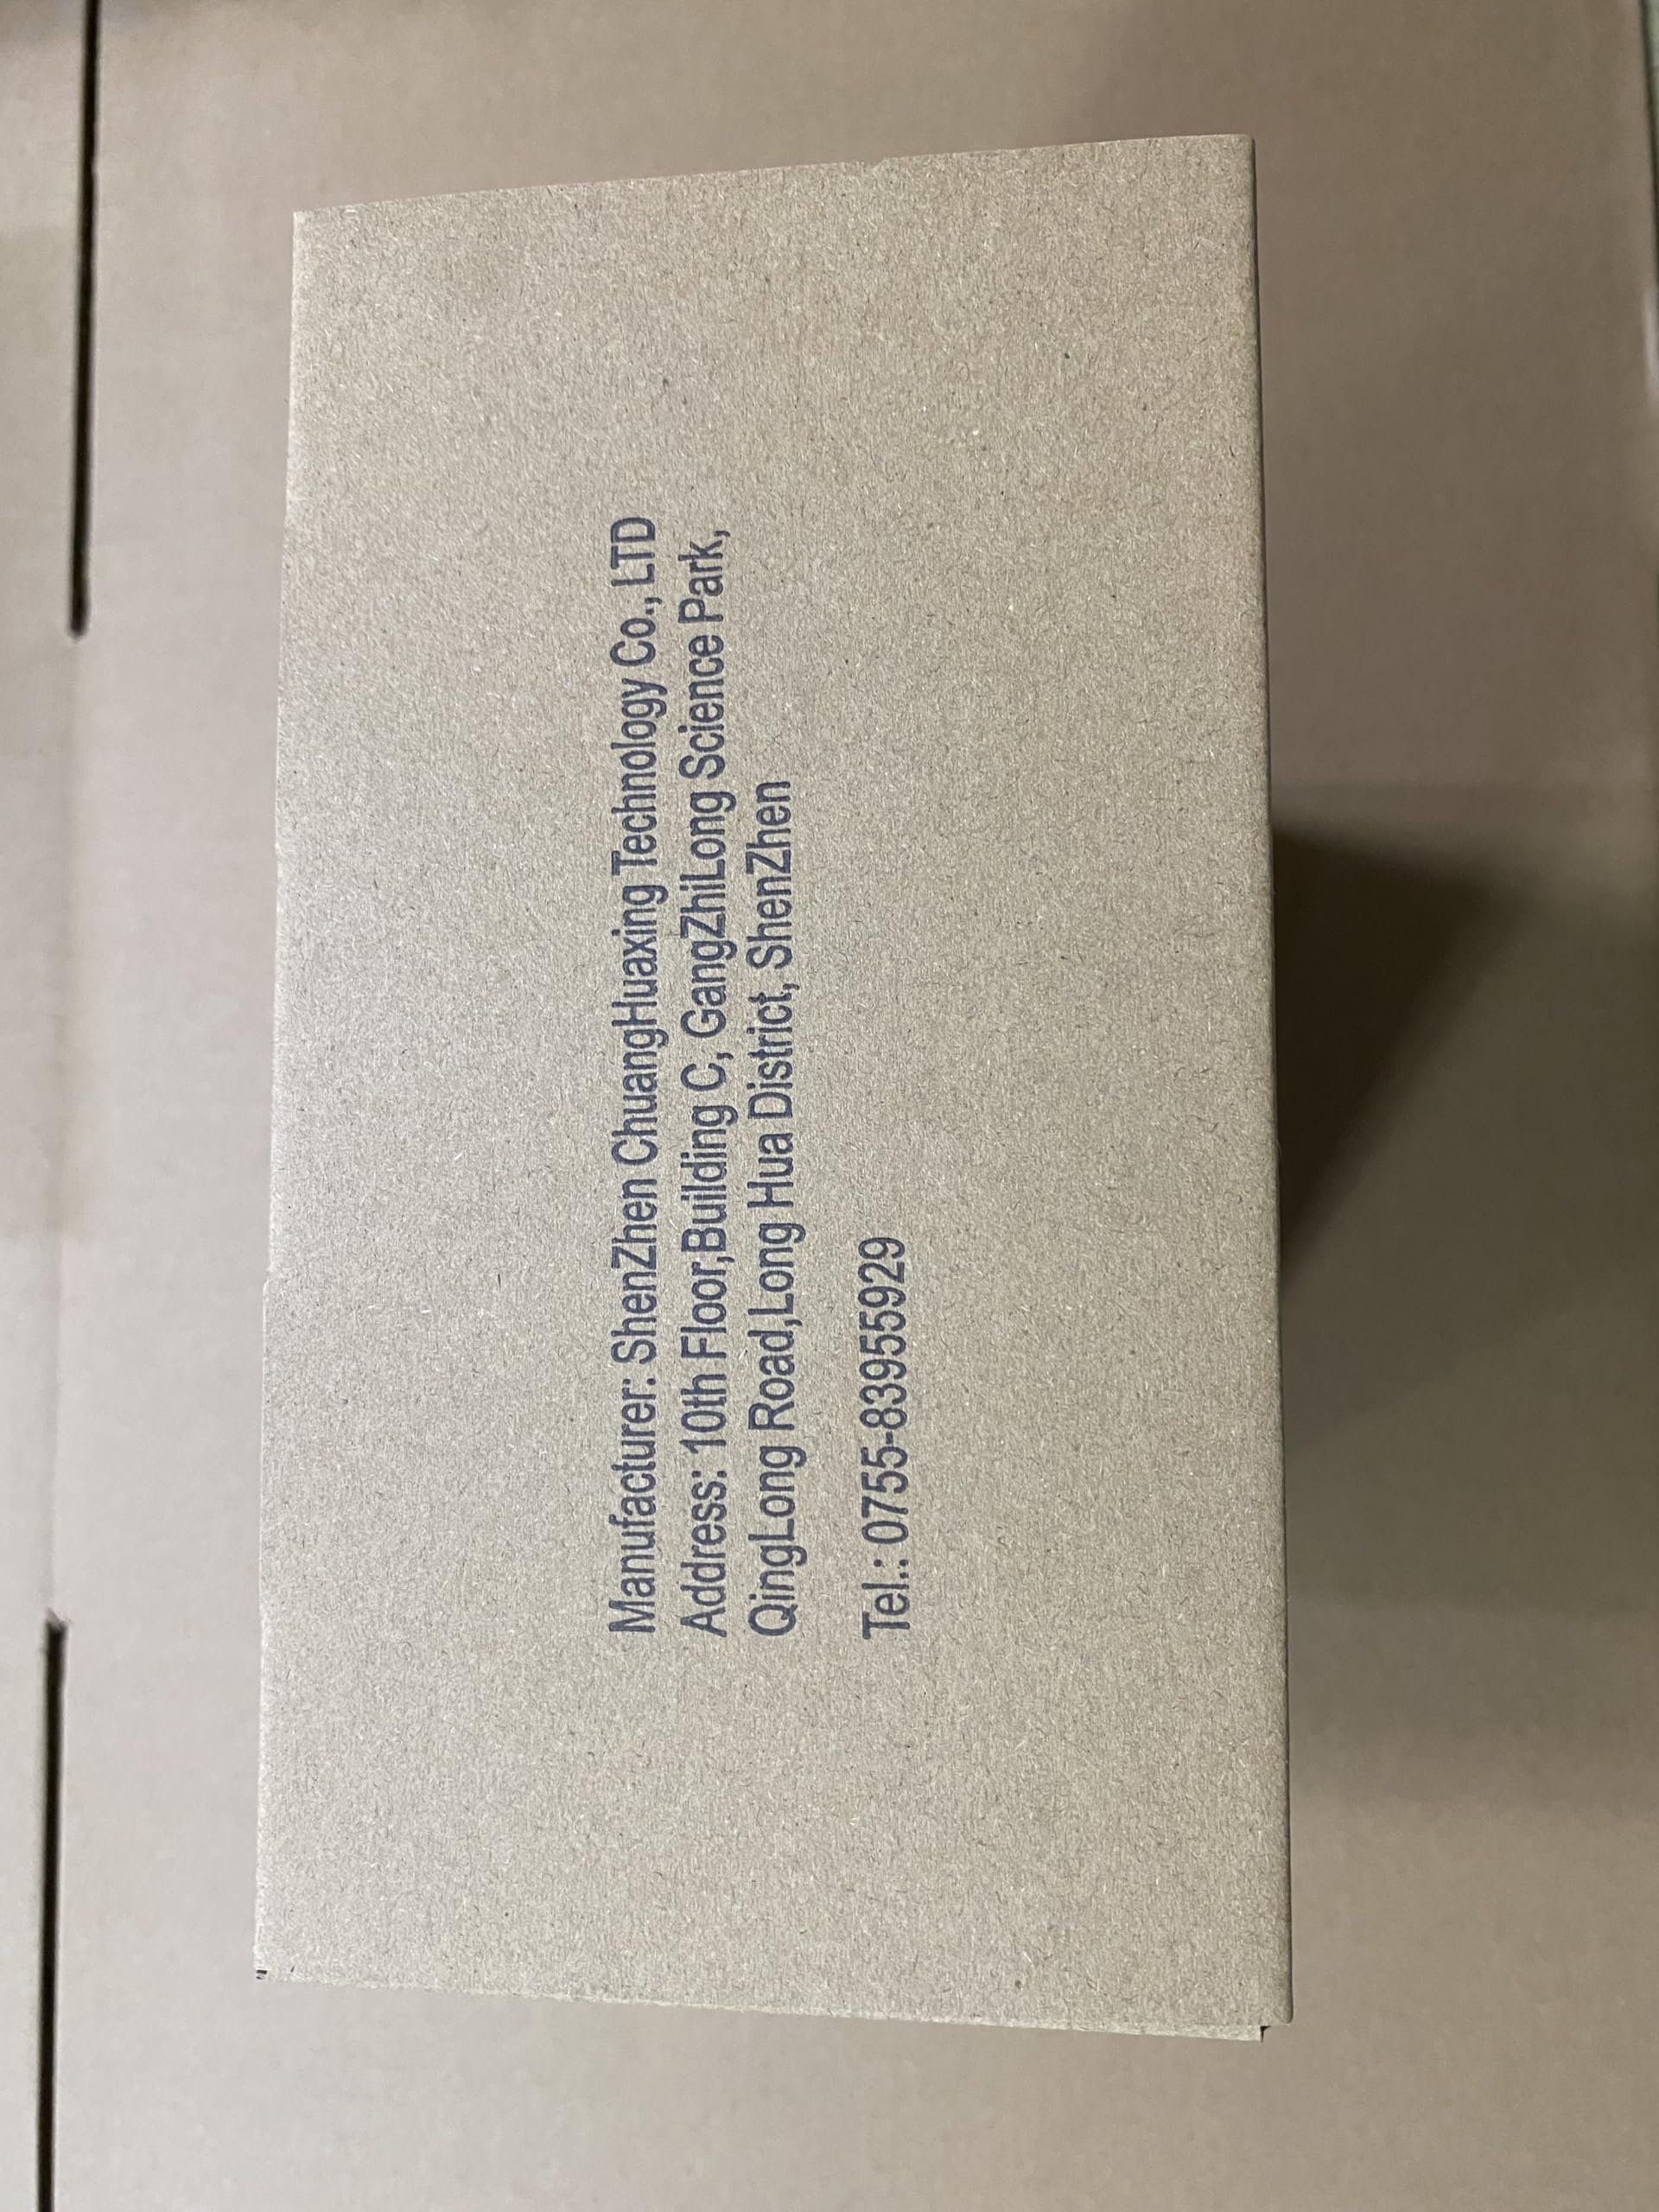 Manufacturer: ShenZhen ChuangHuaxing Technology Co., LTD
Address: 10th Floor,Building C, GangZhiLong Science Park,
QingLong Road,Long Hua District, ShenZhen
Tel.: 0755-83955929